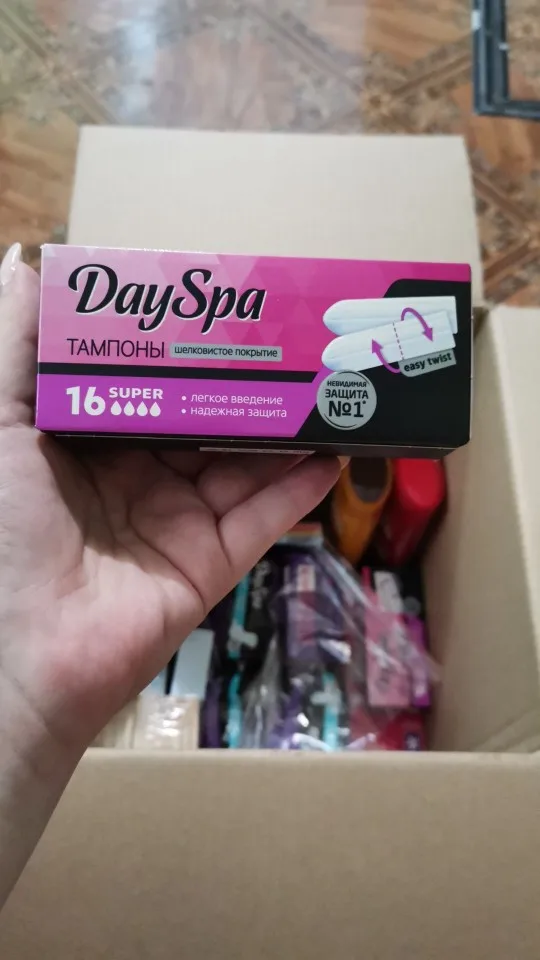 DaySpa
ТАМПОНЫ шелковистое покрытие
easy twist
16 SUPER
• легкое введение
• надежная защита
НЕВИДИМАЯ
ЗАЩИТА
№1*